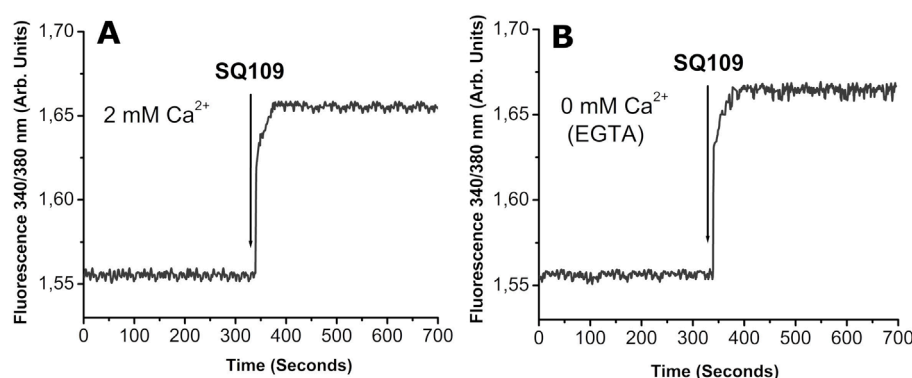 A
SQ109
2 mM Ca²⁺
Fluorescence 340/380 nm (Arb. Units)
1,70
1,65
1,60
1,55
0 100 200 300 400 500 600 700
Time (Seconds)
B
SQ109
0 mM Ca²⁺
(EGTA)
Fluorescence 340/380 nm (Arb. Units)
1,70
1,65
1,60
1,55
0 100 200 300 400 500 600 700
Time (Seconds)